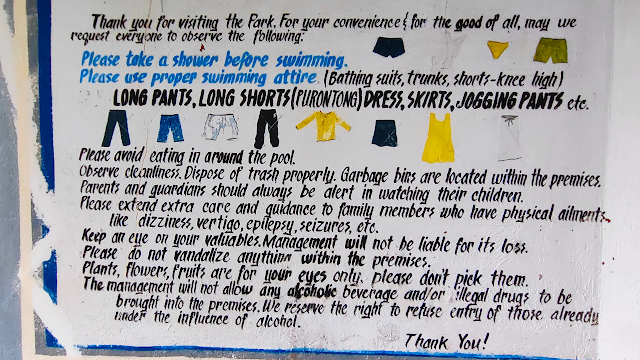 Thank you for visiting the Park. For your convenience & for the good of all, may we
request everyone to observe the following:
Please take a shower before swimming.
Please use proper swimming attire. (Bathing suits, trunks, shorts-knee high)
LONG PANTS, LONG SHORTS (PURONTONG) DRESS, SKIRTS, JOGGING PANTS etc.
Please avoid eating in around the pool.
Observe cleanliness. Dispose of trash properly. Garbage bins are located within the premises.
Parents and guardians should always be alert in watching their children.
Please extend extra care and guidance to family members who have physical ailments
like dizziness, vertigo, epilepsy, seizures, etc.
Keep an eye on your valuables. Management will not be liable for its loss.
Please do not vandalize anything within the premises.
Plants, flowers, fruits are for your eyes only, please don't pick them.
The management will not allow any alcoholic beverage and/or illegal drugs to be
brought into the premises. We reserve the right to refuse entry of those already
under the influence of alcohol.
Thank You!